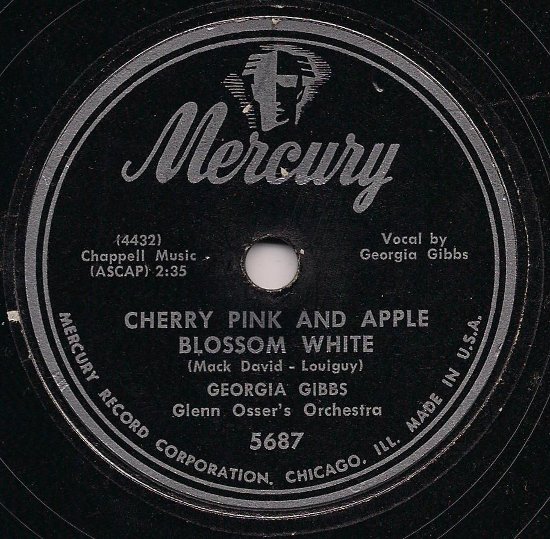 Mercury
(4432)
Chappell Music
(ASCAP) 2:35
Vocal by
Georgia Gibbs
CHERRY PINK AND APPLE
BLOSSOM WHITE
(Mack David - Louiguy)
GEORGIA GIBBS
Glenn Osser's Orchestra
5687
MERCURY RECORD CORPORATION, CHICAGO, ILL. MADE IN U.S.A.